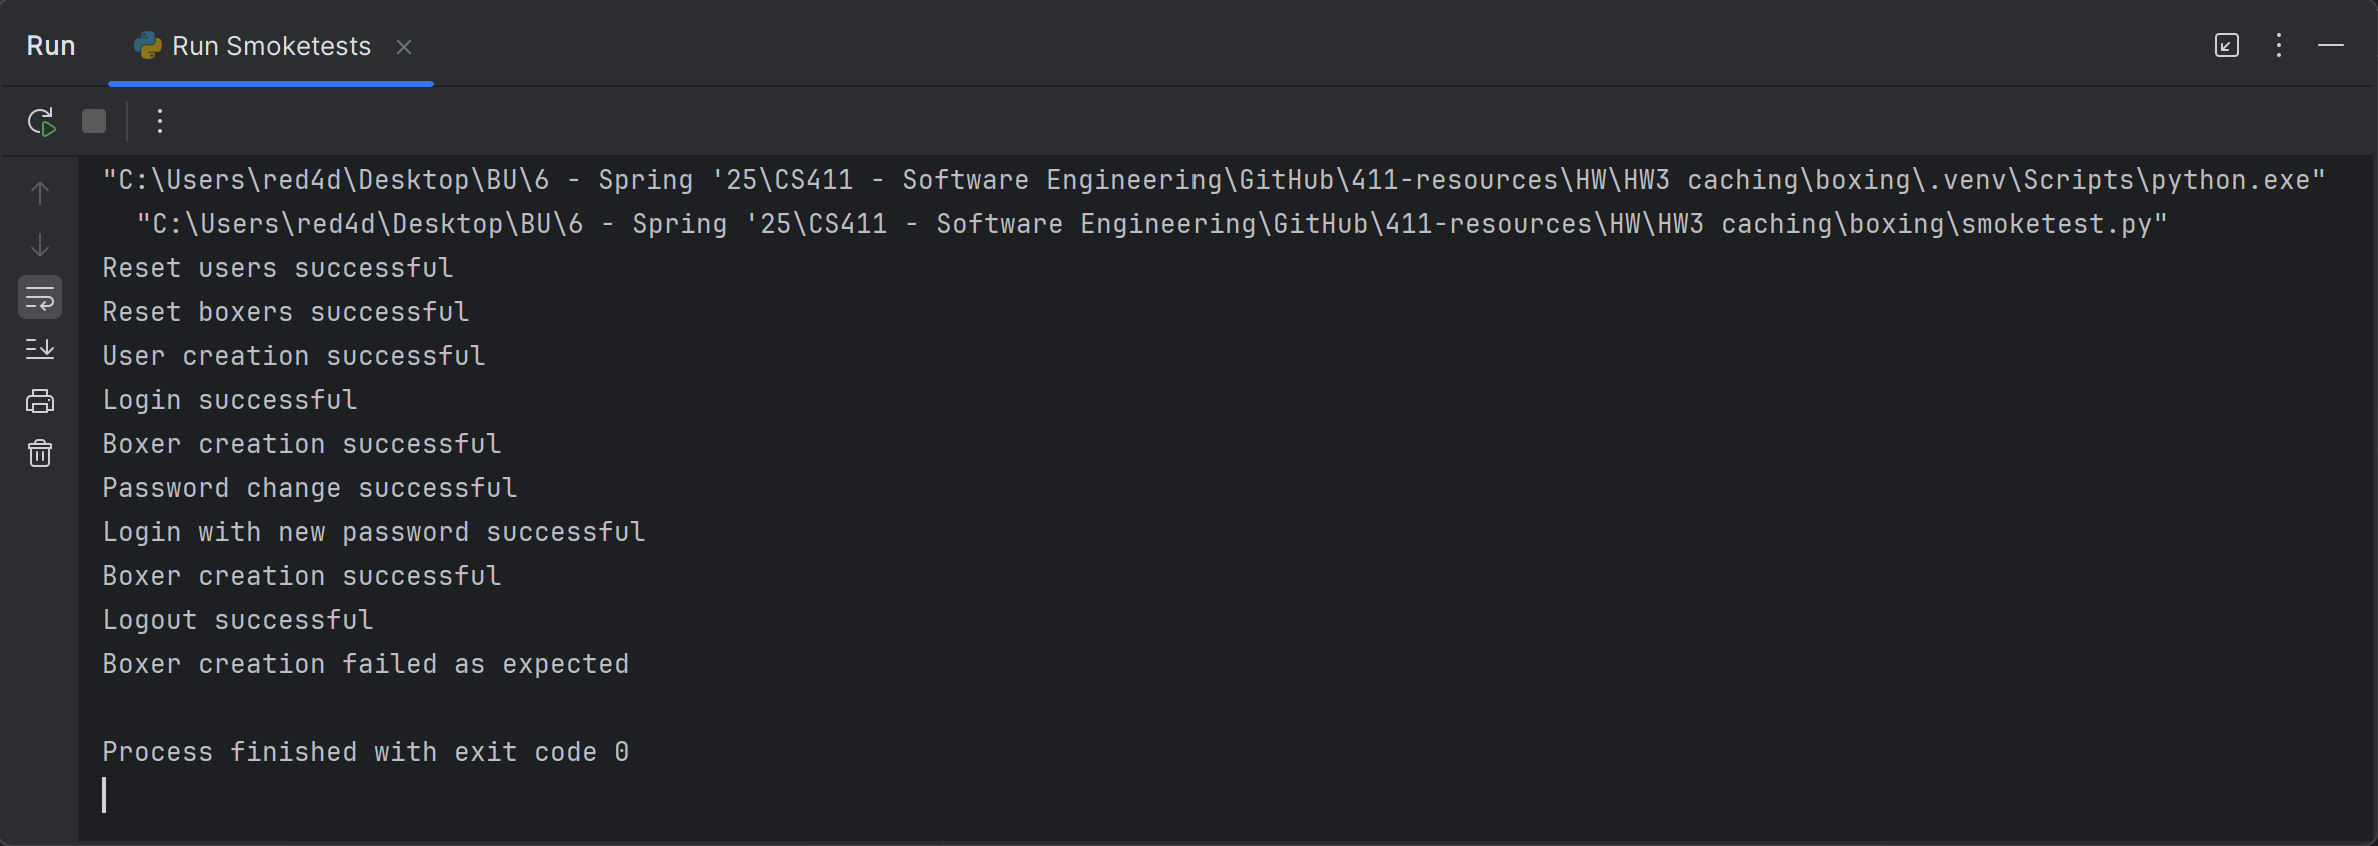 Run
Run Smoketests
"C:\Users\red4d\Desktop\BU\6 - Spring '25\CS411 - Software Engineering\GitHub\411-resources\HW\HW3 caching\boxing\.venv\Scripts\python.exe"
"C:\Users\red4d\Desktop\BU\6 - Spring '25\CS411 - Software Engineering\GitHub\411-resources\HW\HW3 caching\boxing\smoketest.py"
Reset users successful
Reset boxers successful
User creation successful
Login successful
Boxer creation successful
Password change successful
Login with new password successful
Boxer creation successful
Logout successful
Boxer creation failed as expected
Process finished with exit code 0